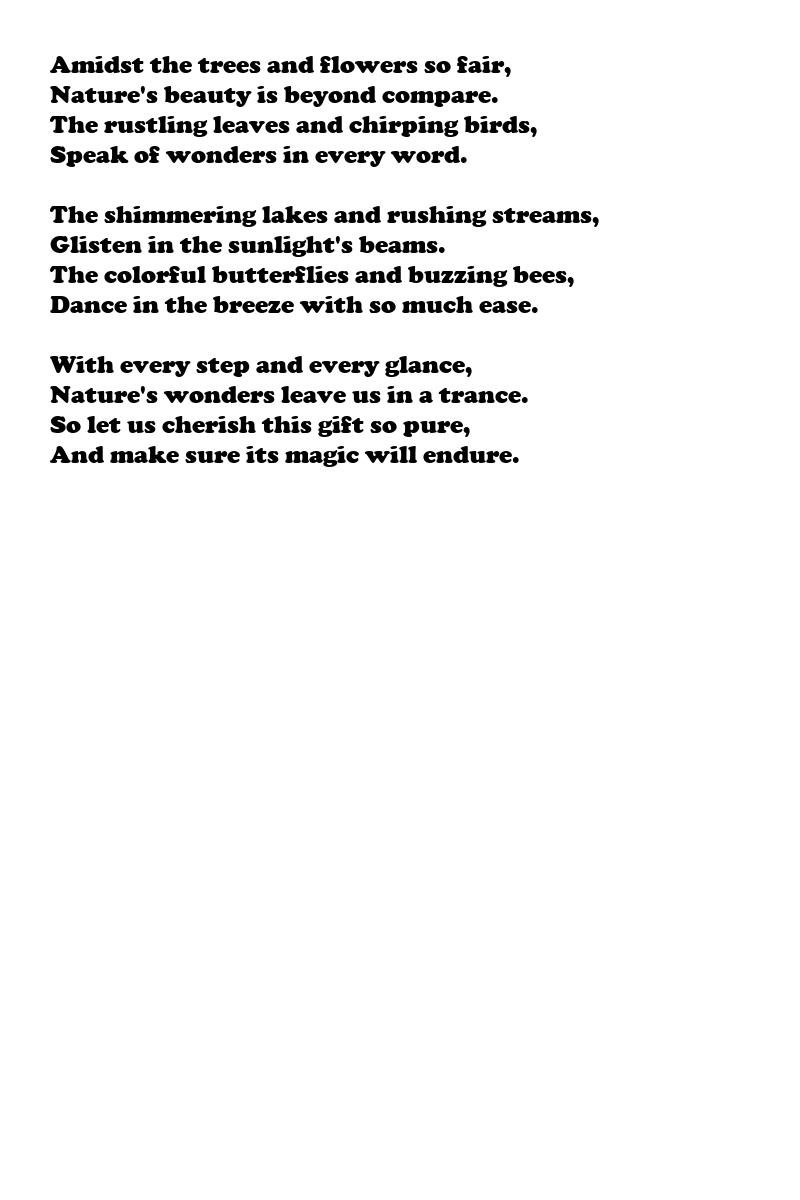 Amidst the trees and flowers so fair,
Nature's beauty is beyond compare.
The rustling leaves and chirping birds,
Speak of wonders in every word.

The shimmering lakes and rushing streams,
Glisten in the sunlight's beams.
The colorful butterflies and buzzing bees,
Dance in the breeze with so much ease.

With every step and every glance,
Nature's wonders leave us in a trance.
So let us cherish this gift so pure,
And make sure its magic will endure.